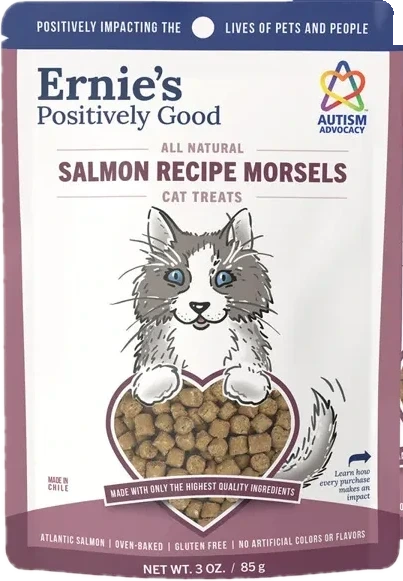 POSITIVELY IMPACTING THE LIVES OF PETS AND PEOPLE
Ernie's
Positively Good
AUTISM
ADVOCACY
ALL NATURAL
SALMON RECIPE MORSELS
CAT TREATS
MADE IN
CHILE
MADE WITH ONLY THE HIGHEST QUALITY INGREDIENTS
Learn how
every purchase
makes an
impact
ATLANTIC SALMON | OVEN-BAKED | GLUTEN FREE | NO ARTIFICIAL COLORS OR FLAVORS
NET WT. 3 OZ. / 85 g